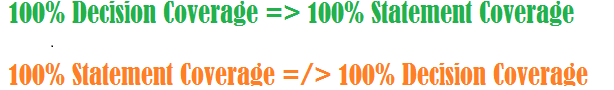 100% Decision Coverage => 100% Statement Coverage
.
100% Statement Coverage =/> 100% Decision Coverage